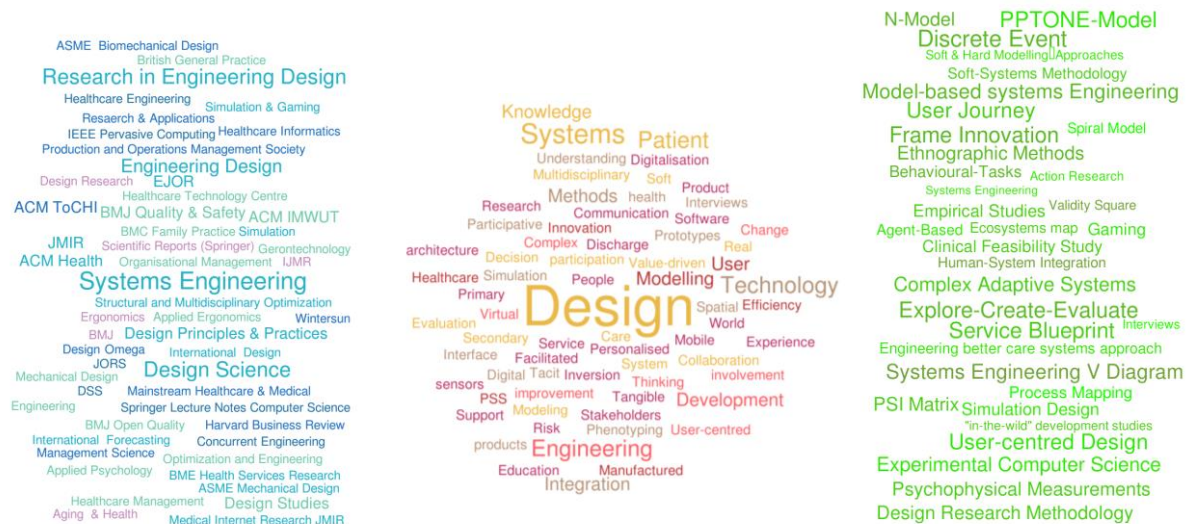 ASME Biomechanical Design
British General Practice
Research in Engineering Design
Healthcare Engineering
Simulation & Gaming
Resaerch & Applications
IEEE Pervasive Computing Healthcare Informatics
Production and Operations Management Society
Engineering Design
Design Research EJOR
Healthcare Technology Centre
ACM ToCHI BMJ Quality & Safety ACM IMWUT
BMC Family Practice Simulation
JMIR Scientific Reports (Springer) Gerontechnology
ACM Health Organisational Management IJMR
Systems Engineering
Structural and Multidisciplinary Optimization
Ergonomics Applied Ergonomics Wintersun
BMJ Design Principles & Practices
Design Omega International Design
JORS
Mechanical Design Design Science
DSS Mainstream Healthcare & Medical
Engineering Springer Lecture Notes Computer Science
BMJ Open Quality Harvard Business Review
International Forecasting Concurrent Engineering
Management Science Optimization and Engineering
Applied Psychology BME Health Services Research
ASME Mechanical Design
Healthcare Management Design Studies
Aging & Health
Medical Internet Research JMIR
Knowledge
Systems Patient
Understanding Digitalisation
Multidisciplinary Soft
Methods health Product
Interviews
Research Communication Software
Participative Innovation Prototypes Change
architecture Complex Discharge Real
Decision participation Value-driven User
Healthcare Simulation People Modelling Technology
Primary Design Spatial Efficiency
Virtual World
Evaluation Secondary Care Mobile Experience
Service Personalised
Interface Facilitated System Collaboration
Digital Tacit Inversion Thinking involvement
sensors PSS improvement Tangible Development
Support Modeling Stakeholders
Risk Phenotyping User-centred
products Engineering
Education Manufactured
Integration
N-Model PPTONE-Model
Discrete Event
Soft & Hard Modelling Approaches
Soft-Systems Methodology
Model-based systems Engineering
User Journey
Frame Innovation Spiral Model
Ethnographic Methods
Behavioural-Tasks Action Research
Systems Engineering
Empirical Studies Validity Square
Agent-Based Ecosystems map Gaming
Clinical Feasibility Study
Human-System Integration
Complex Adaptive Systems
Explore-Create-Evaluate
Service Blueprint Interviews
Engineering better care systems approach
Systems Engineering V Diagram
Process Mapping
PSI Matrix Simulation Design
"in-the-wild" development studies
User-centred Design
Experimental Computer Science
Psychophysical Measurements
Design Research Methodology